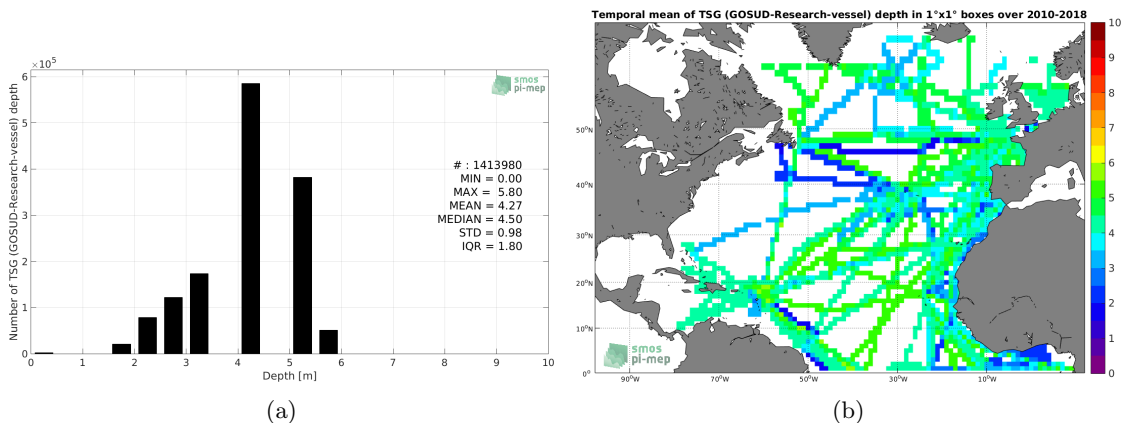 ×10⁵
6
5
4
3
2
1
0
Number of TSG (GOSUD-Research-vessel) depth
smos
pi-mep
# : 1413980
MIN = 0.00
MAX = 5.80
MEAN = 4.27
MEDIAN = 4.50
STD = 0.98
IQR = 1.80
0 1 2 3 4 5 6 7 8 9 10
Depth [m]
(a)
Temporal mean of TSG (GOSUD-Research-vessel) depth in 1°x1° boxes over 2010-2018
50°N
40°N
30°N
20°N
10°N
0°
90°W 70°W 50°W 30°W 10°W
smos
pi-mep
10
9
8
7
6
5
4
3
2
1
0
(b)